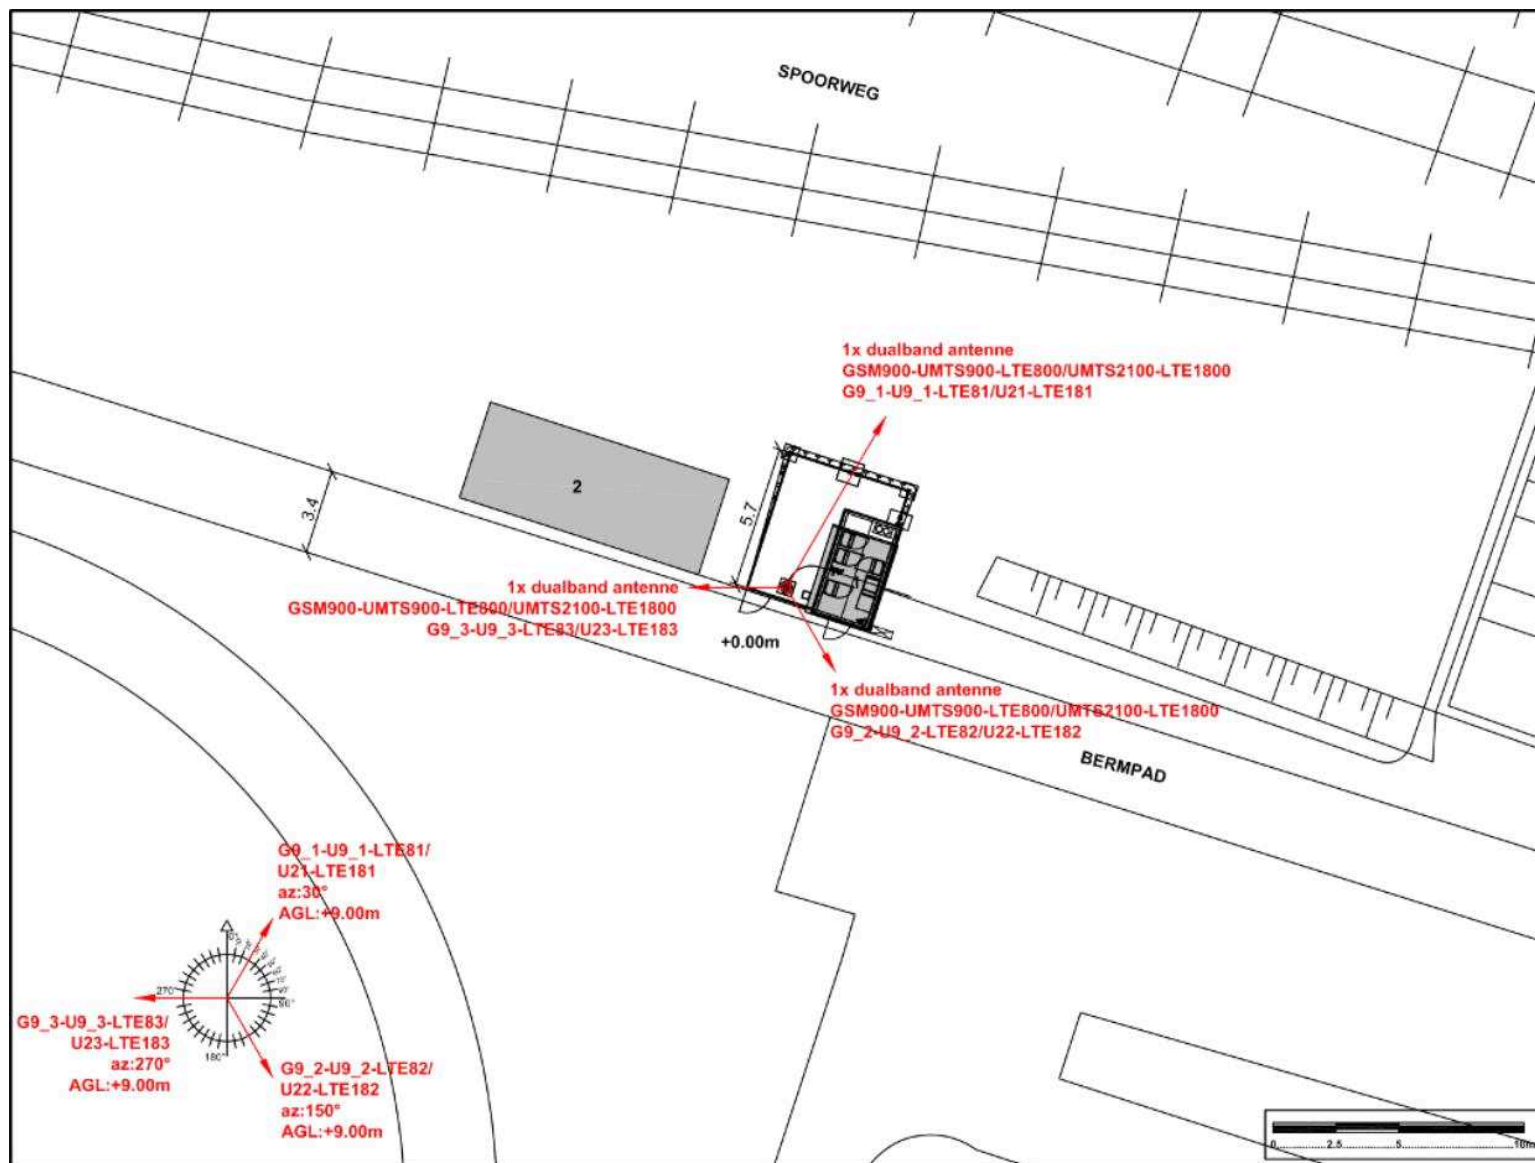 SPOORWEG
1x dualband antenne
GSM900-UMTS900-LTE800/UMTS2100-LTE1800
G9_1-U9_1-LTE81/U21-LTE181
2
3.4
5.7
1x dualband antenne
GSM900-UMTS900-LTE800/UMTS2100-LTE1800
G9_3-U9_3-LTE83/U23-LTE183
+0.00m
1x dualband antenne
GSM900-UMTS900-LTE800/UMTS2100-LTE1800
G9_2-U9_2-LTE82/U22-LTE182
BERMPAD
G9_1-U9_1-LTE81/
U21-LTE181
az:30°
AGL:+9.00m
270°
90°
180°
G9_3-U9_3-LTE83/
U23-LTE183
az:270°
AGL:+9.00m
G9_2-U9_2-LTE82/
U22-LTE182
az:150°
AGL:+9.00m
0 2.5 5 10m